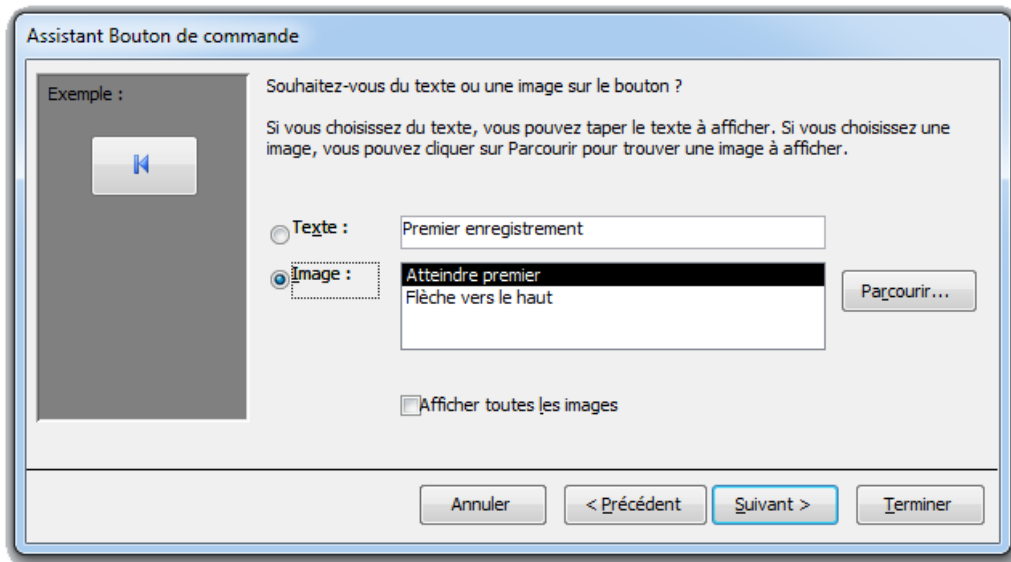 Assistant Bouton de commande
Exemple :
Souhaitez-vous du texte ou une image sur le bouton ?
Si vous choisissez du texte, vous pouvez taper le texte à afficher. Si vous choisissez une
image, vous pouvez cliquer sur Parcourir pour trouver une image à afficher.
Texte :
Premier enregistrement
Image :
Atteindre premier
Flèche vers le haut
Parcourir...
Afficher toutes les images
Annuler
< Précédent
Suivant >
Terminer